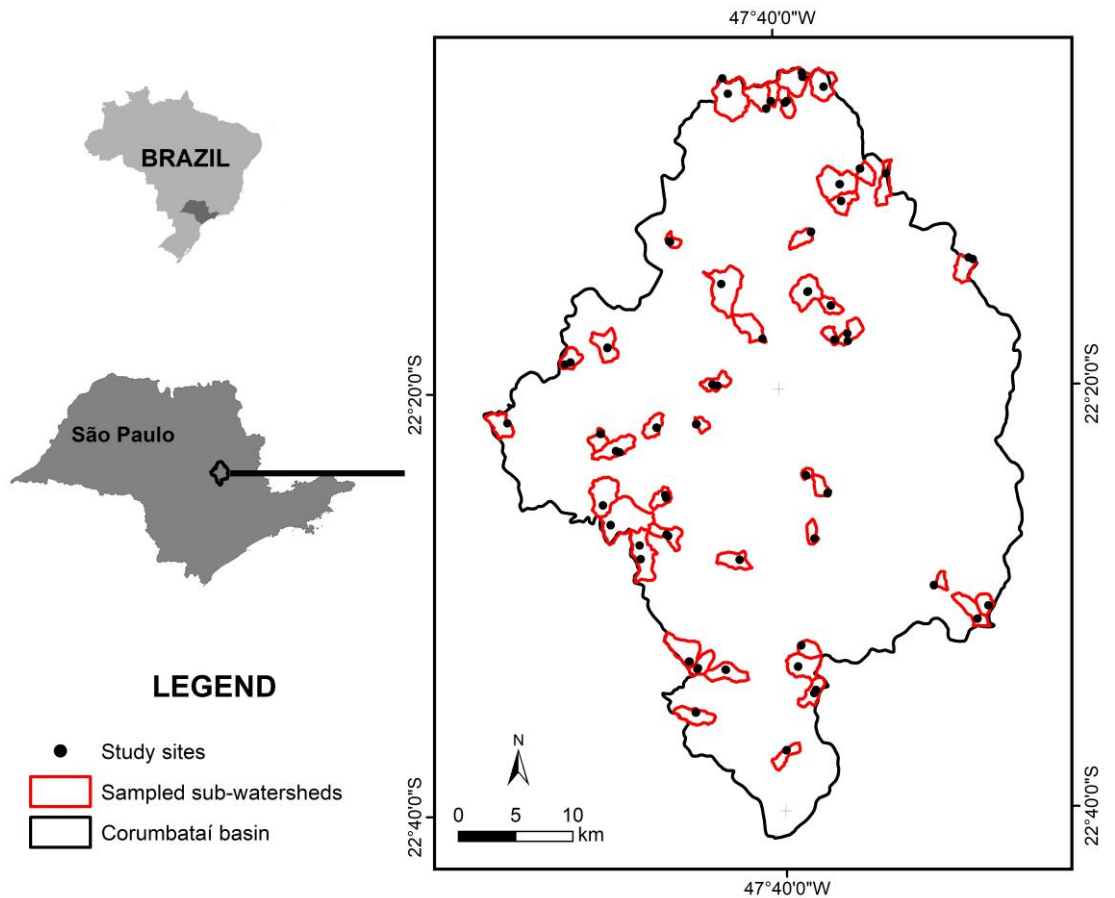 47°40'0"W
BRAZIL
22°20'0"S
22°20'0"S
São Paulo
LEGEND
Study sites
Sampled sub-watersheds
Corumbataí basin
N
0 5 10
km
22°40'0"S
22°40'0"S
47°40'0"W